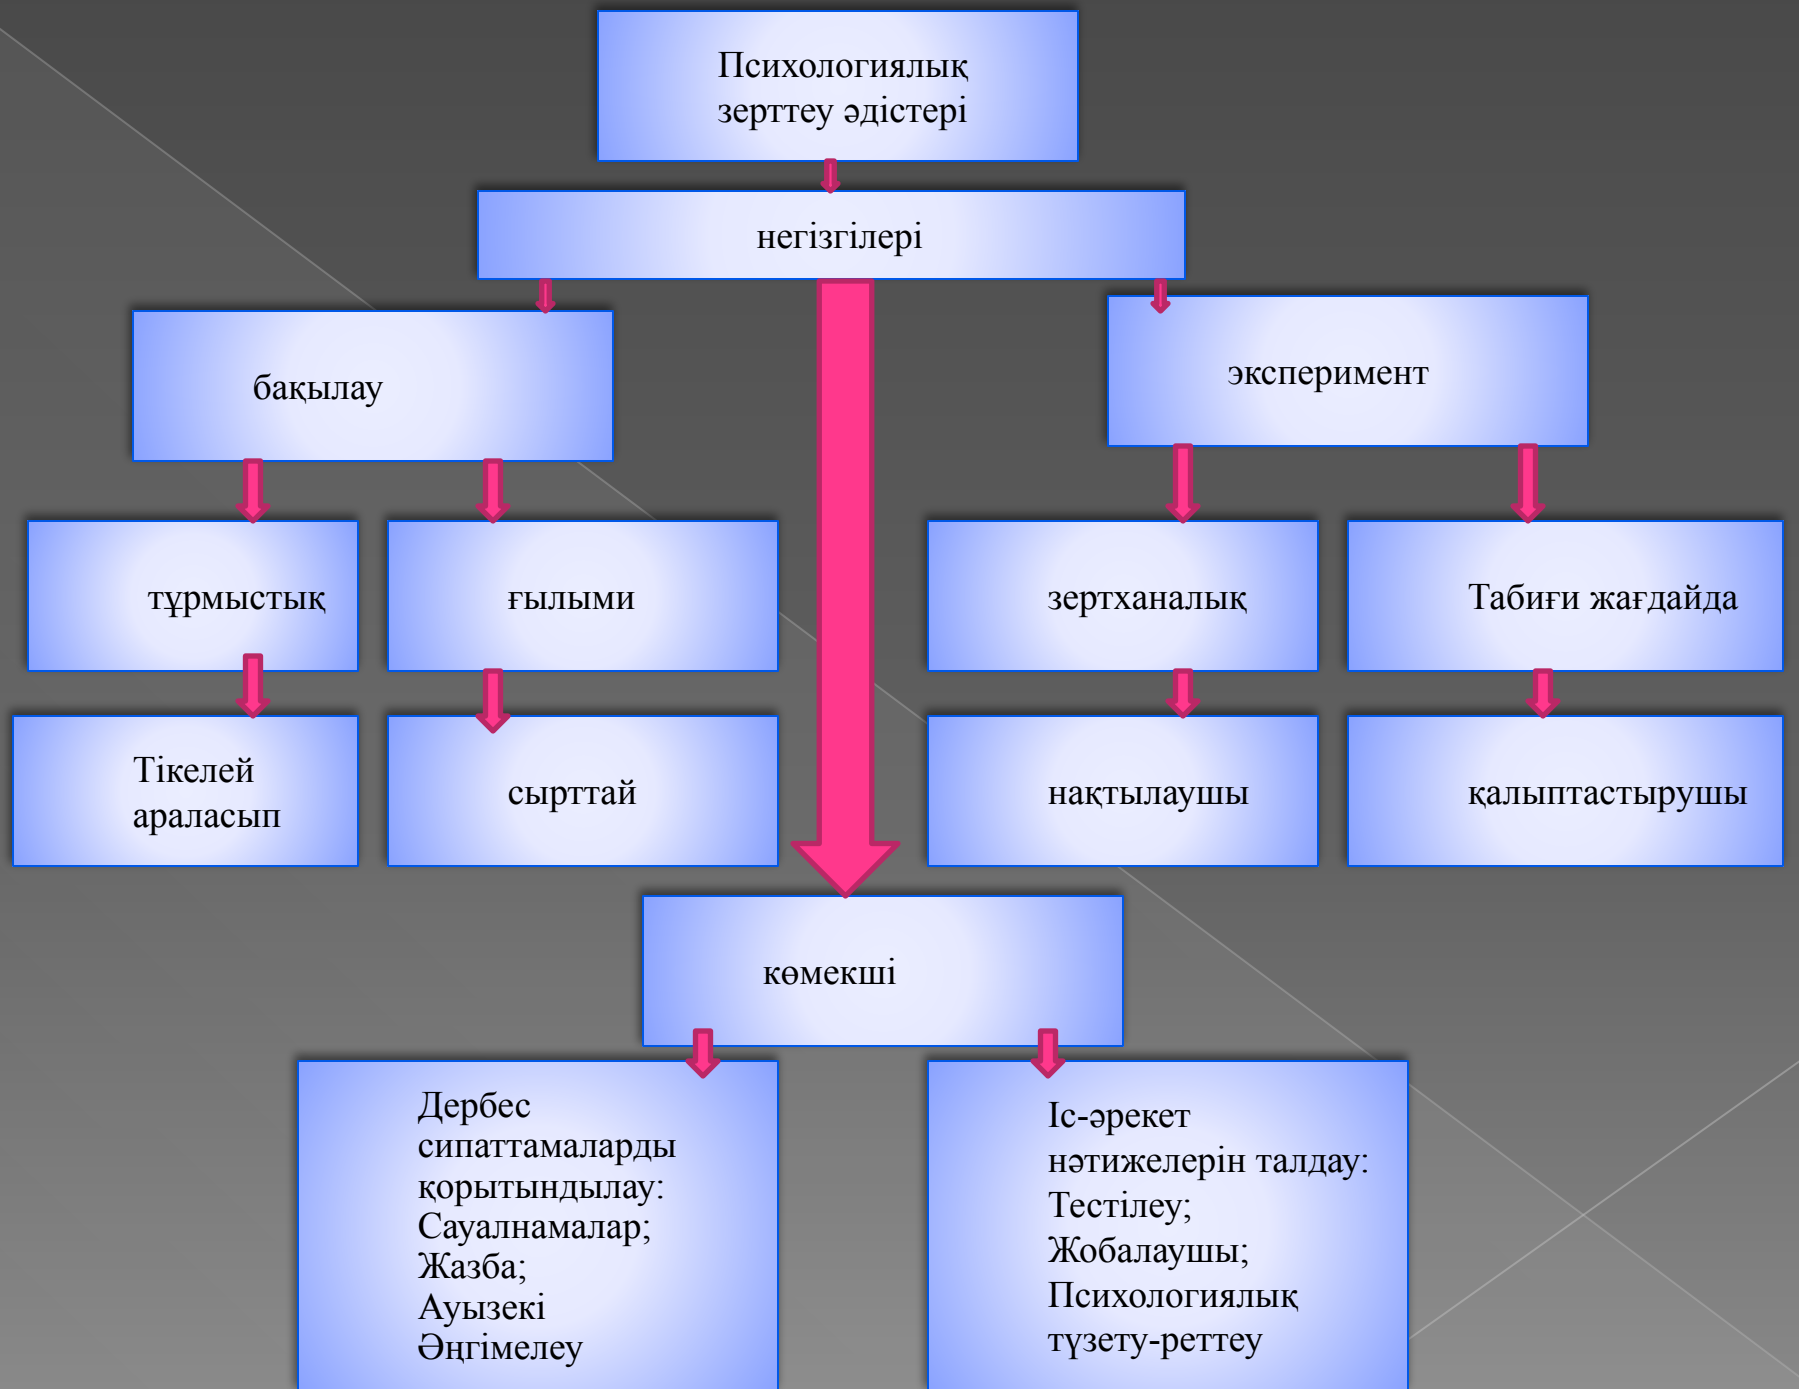 Психологиялық
зерттеу әдістері
негізгілері
бақылау
эксперимент
тұрмыстық
ғылыми
зертханалық
Табиғи жағдайда
Тікелей
араласып
сырттай
нақтылаушы
қалыптастырушы
көмекші
Дербес
сипаттамаларды
қорытындылау:
Сауалнамалар;
Жазба;
Ауызекі
Әңгімелеу
Іс-әрекет
нәтижелерін талдау:
Тестілеу;
Жобалаушы;
Психологиялық
түзету-реттеу